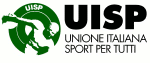 UISP
UISP
UNIONE ITALIANA
SPORT PER TUTTI